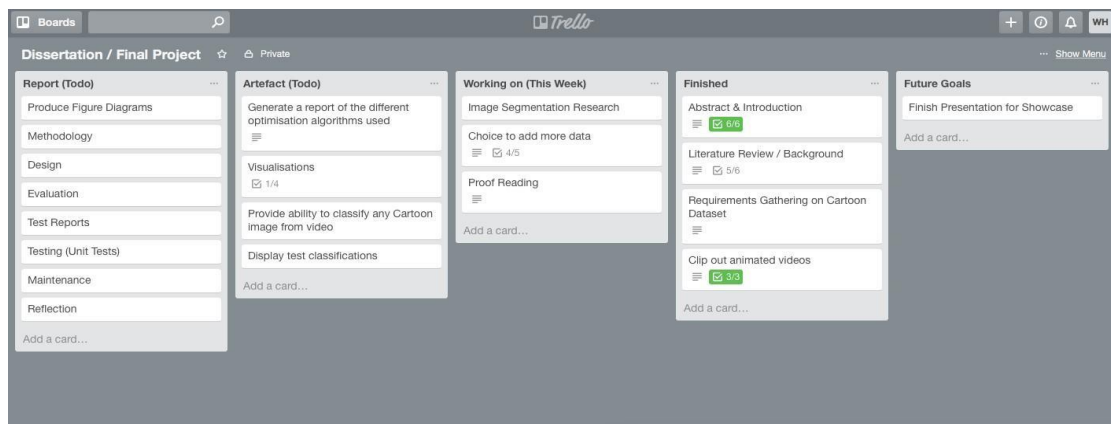 Boards
Trello
WH
Dissertation / Final Project
Private
... Show Menu
Report (Todo)
...
Produce Figure Diagrams
Methodology
Design
Evaluation
Test Reports
Testing (Unit Tests)
Maintenance
Reflection
Add a card...
Artefact (Todo)
...
Generate a report of the different
optimisation algorithms used
Visualisations
1/4
Provide ability to classify any Cartoon
image from video
Display test classifications
Add a card...
Working on (This Week)
...
Image Segmentation Research
Choice to add more data
4/5
Proof Reading
Add a card...
Finished
...
Abstract & Introduction
6/6
Literature Review / Background
5/6
Requirements Gathering on Cartoon
Dataset
Clip out animated videos
3/3
Add a card...
Future Goals
...
Finish Presentation for Showcase
Add a card...